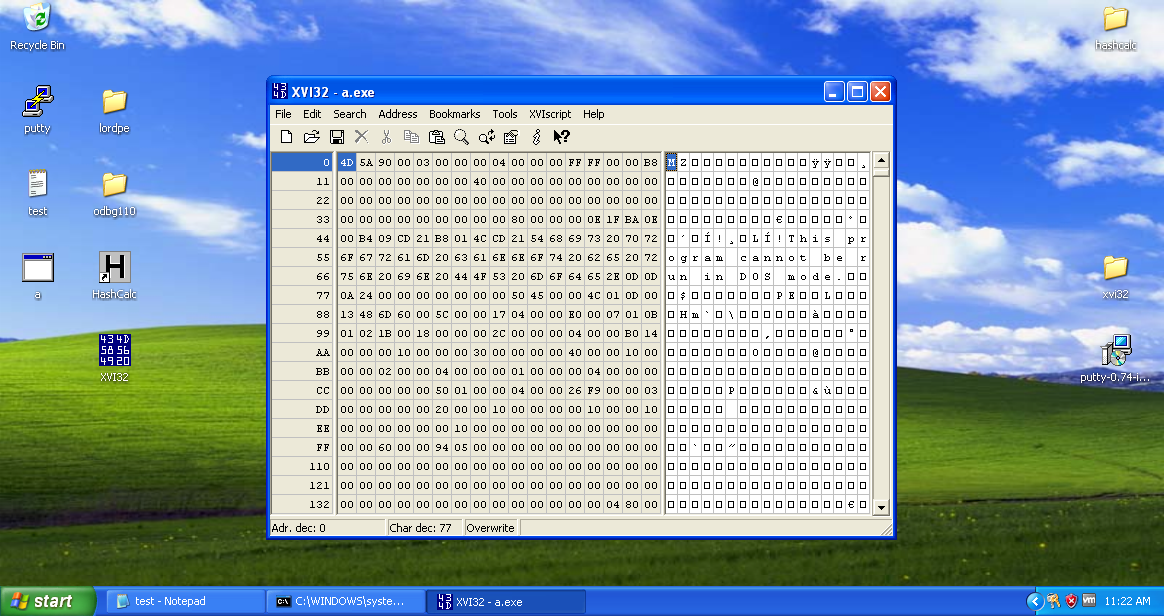 Recycle Bin
hashcalc
putty
lordpe
test
odbg110
a
HashCalc
XVI32
xvi32
putty-0.74-i...
XVI32 - a.exe
File Edit Search Address Bookmarks Tools XVIscript Help
0 4D 5A 90 00 03 00 00 00 04 00 00 00 FF FF 00 00 B8 M Z ÿ ÿ ¸
11 00 00 00 00 00 00 00 40 00 00 00 00 00 00 00 00 00 @
22 00 00 00 00 00 00 00 00 00 00 00 00 00 00 00 00 00
33 00 00 00 00 00 00 00 00 00 80 00 00 00 0E 1F BA 0E € º
44 00 B4 09 CD 21 B8 01 4C CD 21 54 68 69 73 20 70 72 ´ Í ! ¸ L Í ! T h i s p r
55 6F 67 72 61 6D 20 63 61 6E 6E 6F 74 20 62 65 20 72 o g r a m c a n n o t b e r
66 75 6E 20 69 6E 20 44 4F 53 20 6D 6F 64 65 2E 0D 0D u n i n D O S m o d e .
77 0A 24 00 00 00 00 00 00 00 50 45 00 00 4C 01 0D 00 $ P E L
88 13 48 6D 60 00 5C 00 00 17 04 00 00 E0 00 07 01 0B H m ` \ à
99 01 02 1B 00 18 00 00 00 2C 00 00 00 04 00 00 B0 14 , °
AA 00 00 00 10 00 00 00 30 00 00 00 00 40 00 00 10 00 0 @
BB 00 00 02 00 00 04 00 00 00 01 00 00 00 04 00 00 00
CC 00 00 00 00 00 50 01 00 00 04 00 00 26 F9 00 00 03 P & ù
DD 00 00 00 00 00 20 00 00 10 00 00 00 00 10 00 00 10
EE 00 00 00 00 00 00 10 00 00 00 00 00 00 00 00 00 00
FF 00 00 60 00 00 94 05 00 00 00 00 00 00 00 00 00 00 `
110 00 00 00 00 00 00 00 00 00 00 00 00 00 00 00 00 00
121 00 00 00 00 00 00 00 00 00 00 00 00 00 00 00 00 00
132 00 00 00 00 00 00 00 00 00 00 00 00 00 00 04 80 00 €
Adr. dec: 0 Char dec: 77 Overwrite
start test - Notepad C:\WINDOWS\syste... XVI32 - a.exe 11:22 AM